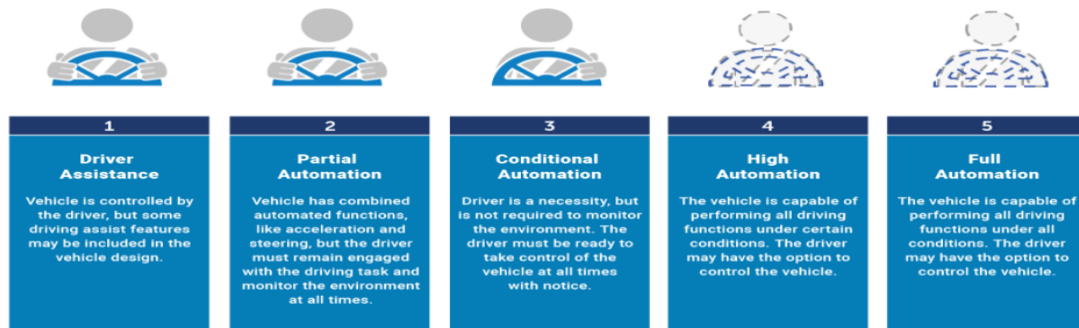 1
Driver
Assistance
Vehicle is controlled by
the driver, but some
driving assist features
may be included in the
vehicle design.
2
Partial
Automation
Vehicle has combined
automated functions,
like acceleration and
steering, but the driver
must remain engaged
with the driving task and
monitor the environment
at all times.
3
Conditional
Automation
Driver is a necessity, but
is not required to monitor
the environment. The
driver must be ready to
take control of the
vehicle at all times
with notice.
4
High
Automation
The vehicle is capable of
performing all driving
functions under certain
conditions. The driver
may have the option to
control the vehicle.
5
Full
Automation
The vehicle is capable of
performing all driving
functions under all
conditions. The driver
may have the option to
control the vehicle.